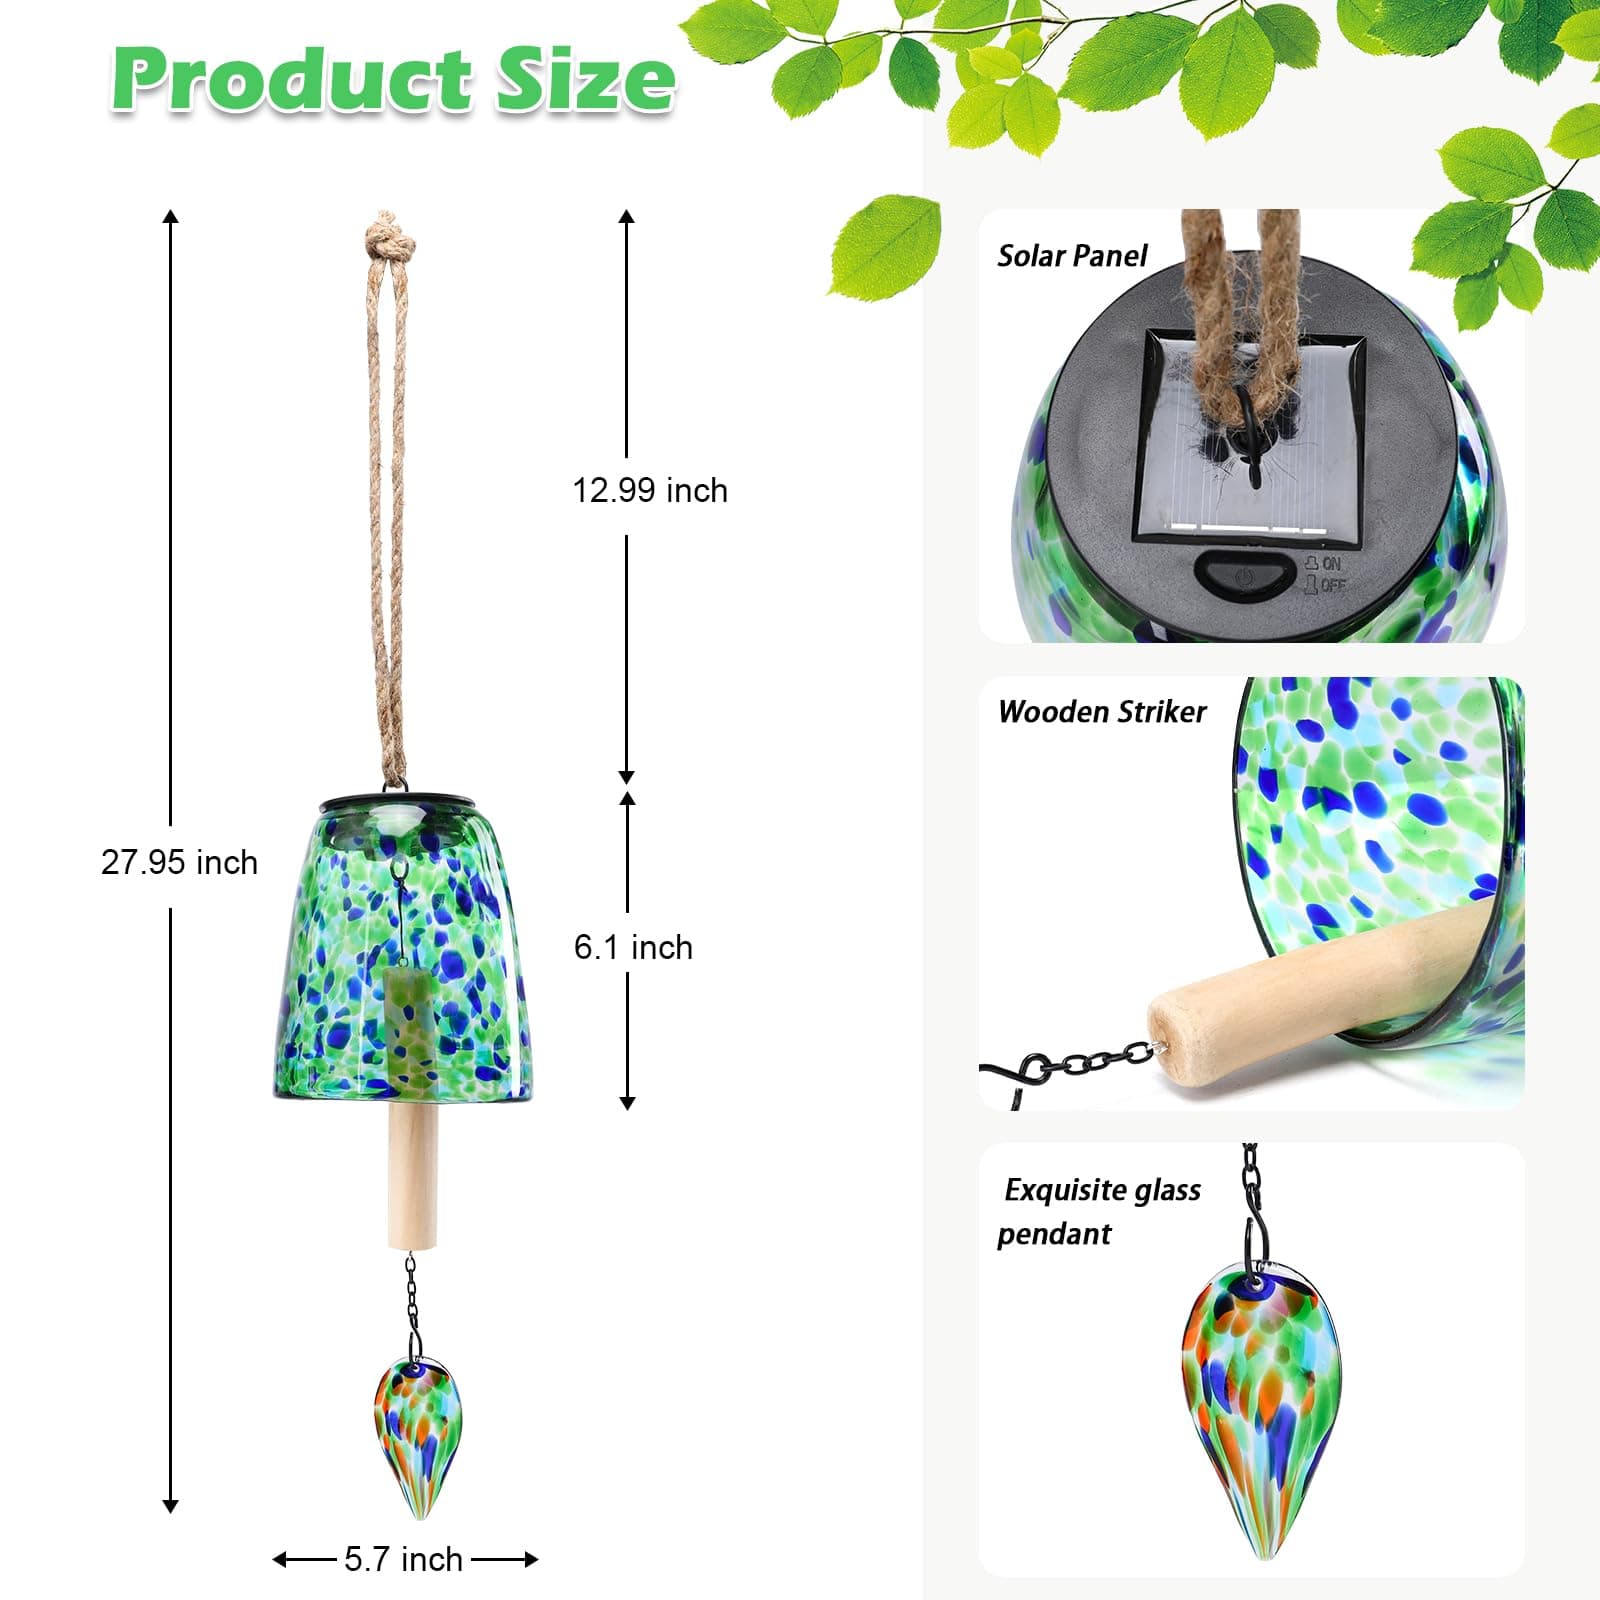 Product Size
12.99 inch
27.95 inch
6.1 inch
5.7 inch
Solar Panel
ON
OFF
Wooden Striker
Exquisite glass
pendant